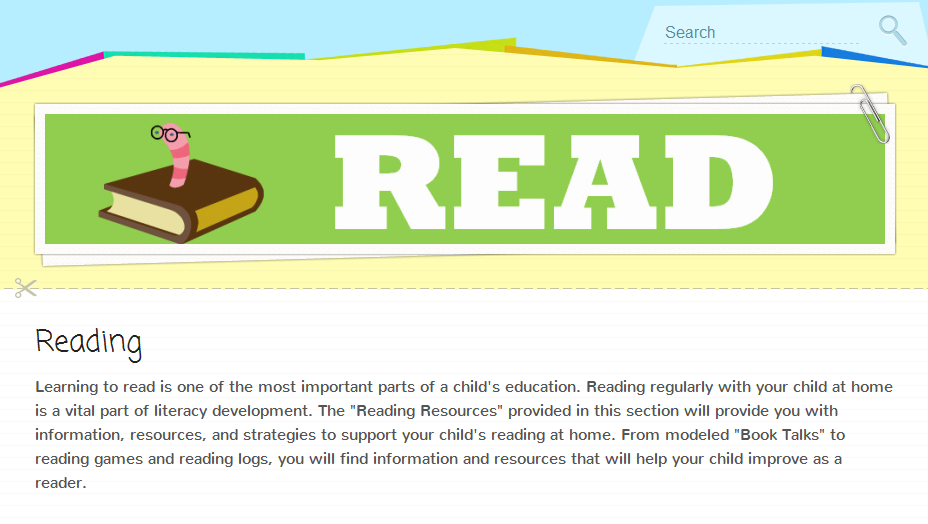 Search
READ
Reading
Learning to read is one of the most important parts of a child's education. Reading regularly with your child at home
is a vital part of literacy development. The "Reading Resources" provided in this section will provide you with
information, resources, and strategies to support your child's reading at home. From modeled "Book Talks" to
reading games and reading logs, you will find information and resources that will help your child improve as a
reader.